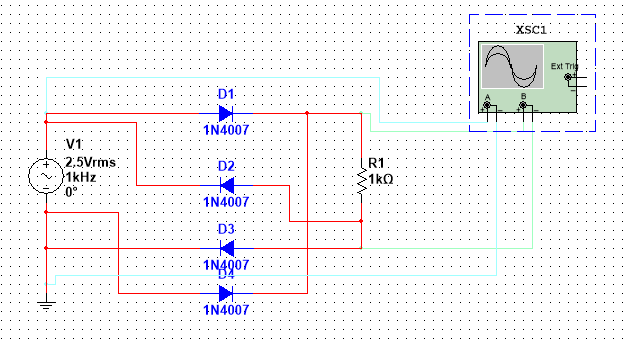 XSC1
Ext Trig
+
A
B
+
-
+
-
D1
1N4007
V1
2.5Vrms
1kHz
0°
D2
1N4007
R1
1kΩ
D3
1N4007
D4
1N4007